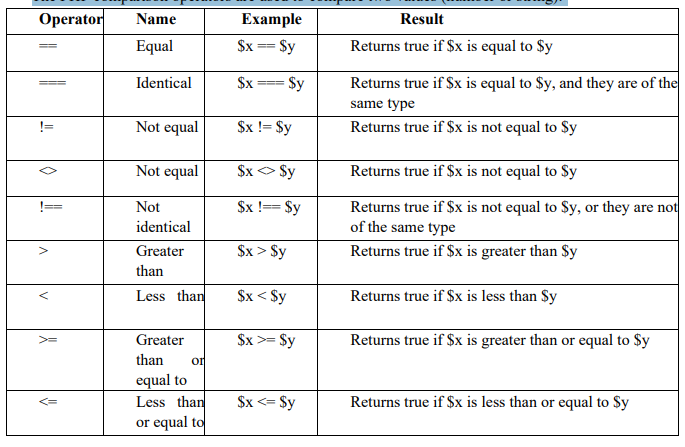 The PHP comparison operators are used to compare two values (number or string):
Operator Name Example Result
== Equal $x == $y Returns true if $x is equal to $y
=== Identical $x === $y Returns true if $x is equal to $y, and they are of the
same type
!= Not equal $x != $y Returns true if $x is not equal to $y
<> Not equal $x <> $y Returns true if $x is not equal to $y
!== Not $x !== $y Returns true if $x is not equal to $y, or they are not
identical of the same type
> Greater $x > $y Returns true if $x is greater than $y
than
< Less than $x < $y Returns true if $x is less than $y
>= Greater $x >= $y Returns true if $x is greater than or equal to $y
than or
equal to
<= Less than $x <= $y Returns true if $x is less than or equal to $y
or equal to